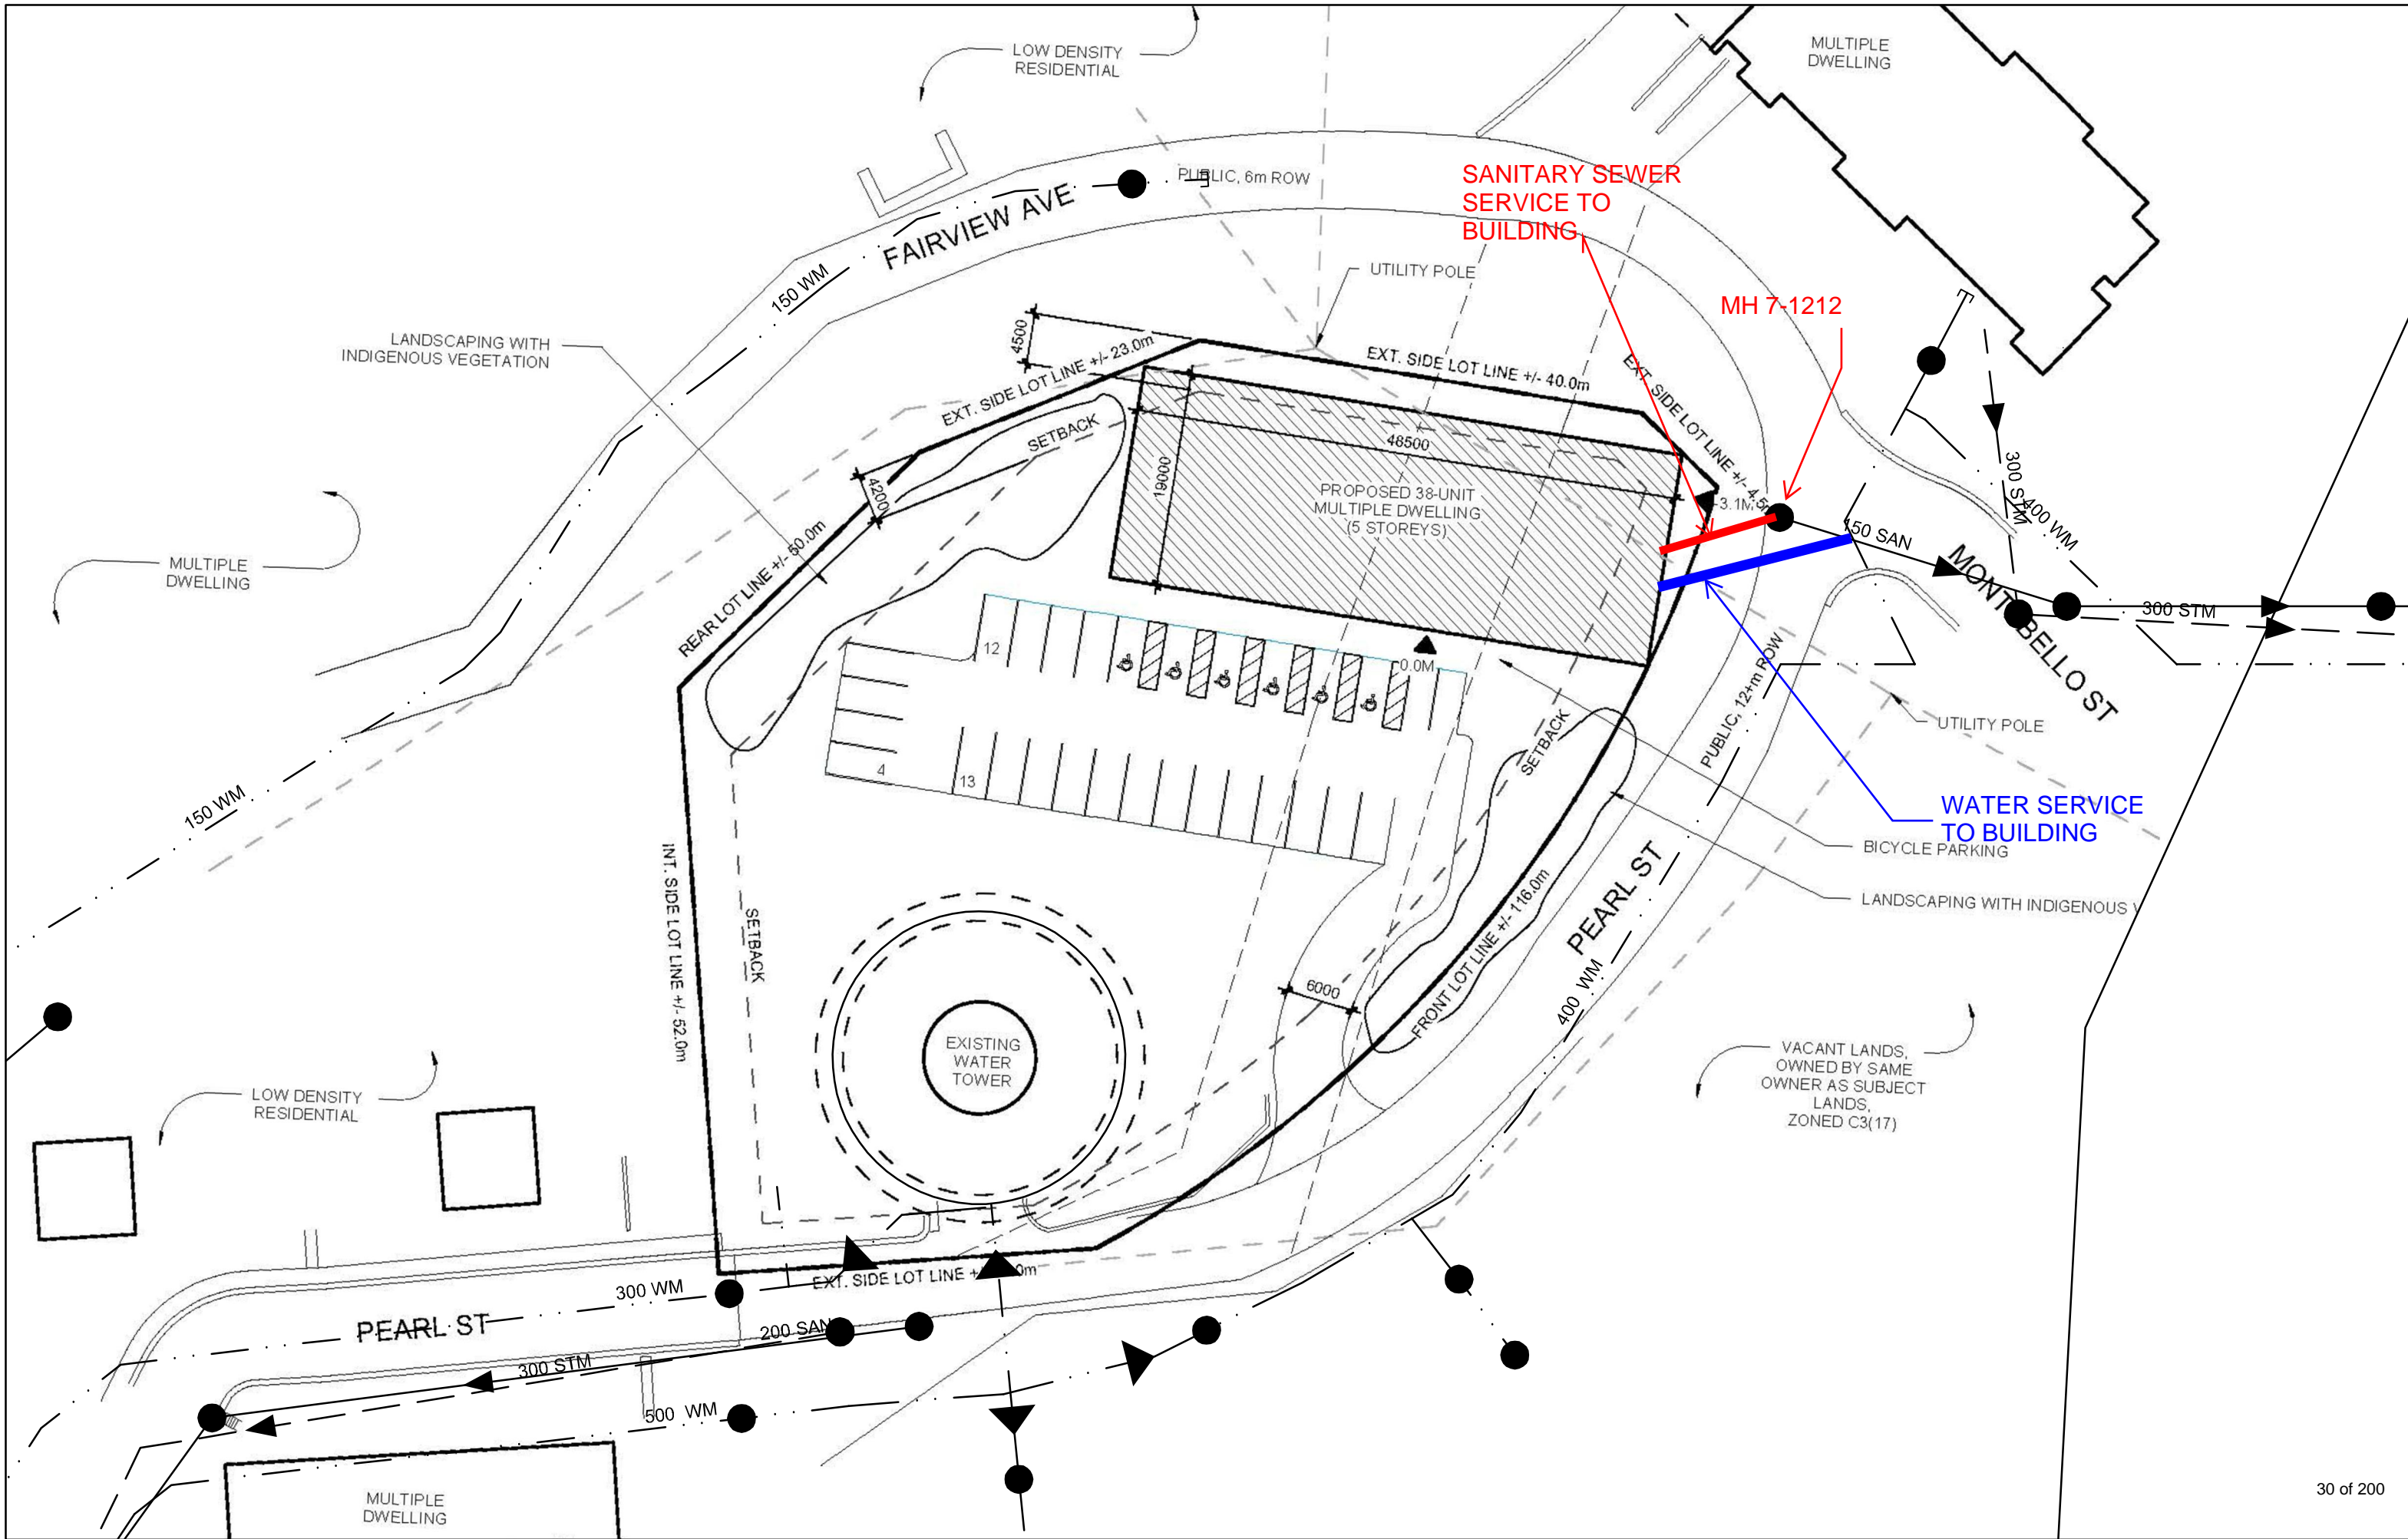 LOW DENSITY
RESIDENTIAL
MULTIPLE
DWELLING
PUBLIC, 6m ROW
FAIRVIEW AVE
SANITARY SEWER
SERVICE TO
BUILDING
150 WM
UTILITY POLE
MH 7-1212
LANDSCAPING WITH
INDIGENOUS VEGETATION
4500
EXT. SIDE LOT LINE +/- 23.0m
EXT. SIDE LOT LINE +/- 40.0m
EXT. SIDE LOT LINE +/- 4.5m
SETBACK
48500
19000
4200
PROPOSED 38-UNIT
MULTIPLE DWELLING
(5 STOREYS)
-3.1M
300 STM
400 WM
150 SAN
MONTBELLO ST
REAR LOT LINE +/- 50.0m
MULTIPLE
DWELLING
300 STM
12
0.0M
PUBLIC, 12+m ROW
UTILITY POLE
SETBACK
4
13
150 WM
WATER SERVICE
TO BUILDING
BICYCLE PARKING
LANDSCAPING WITH INDIGENOUS
INT. SIDE LOT LINE +/- 52.0m
SETBACK
FRONT LOT LINE +/- 116.0m
PEARL ST
6000
400 WM
EXISTING
WATER
TOWER
VACANT LANDS,
OWNED BY SAME
OWNER AS SUBJECT
LANDS,
ZONED C3(17)
LOW DENSITY
RESIDENTIAL
EXT. SIDE LOT LINE
300 WM
PEARL ST
200 SAN
300 STM
500 WM
MULTIPLE
DWELLING
30 of 200